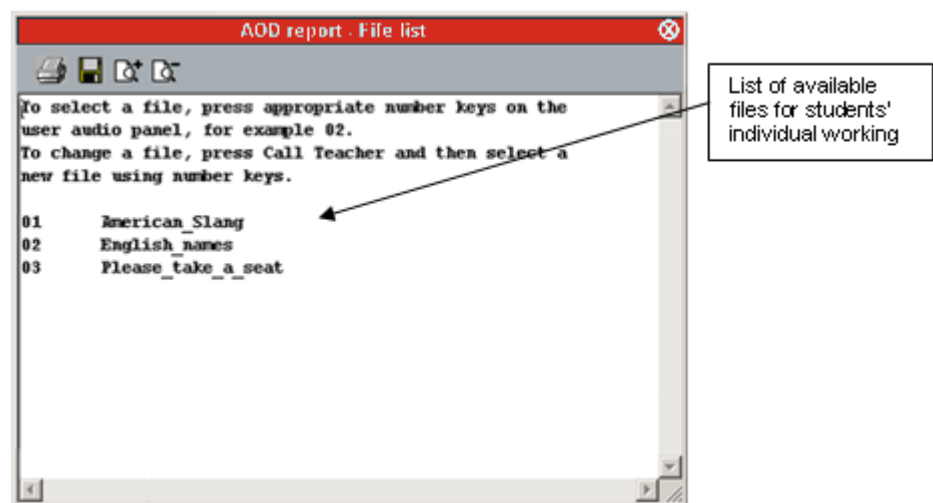 AOD report - File list
To select a file, press appropriate number keys on the
user audio panel, for example 02.
To change a file, press Call Teacher and then select a
new file using number keys.
01 American_Slang
02 English_names
03 Please_take_a_seat
List of available
files for students'
individual working